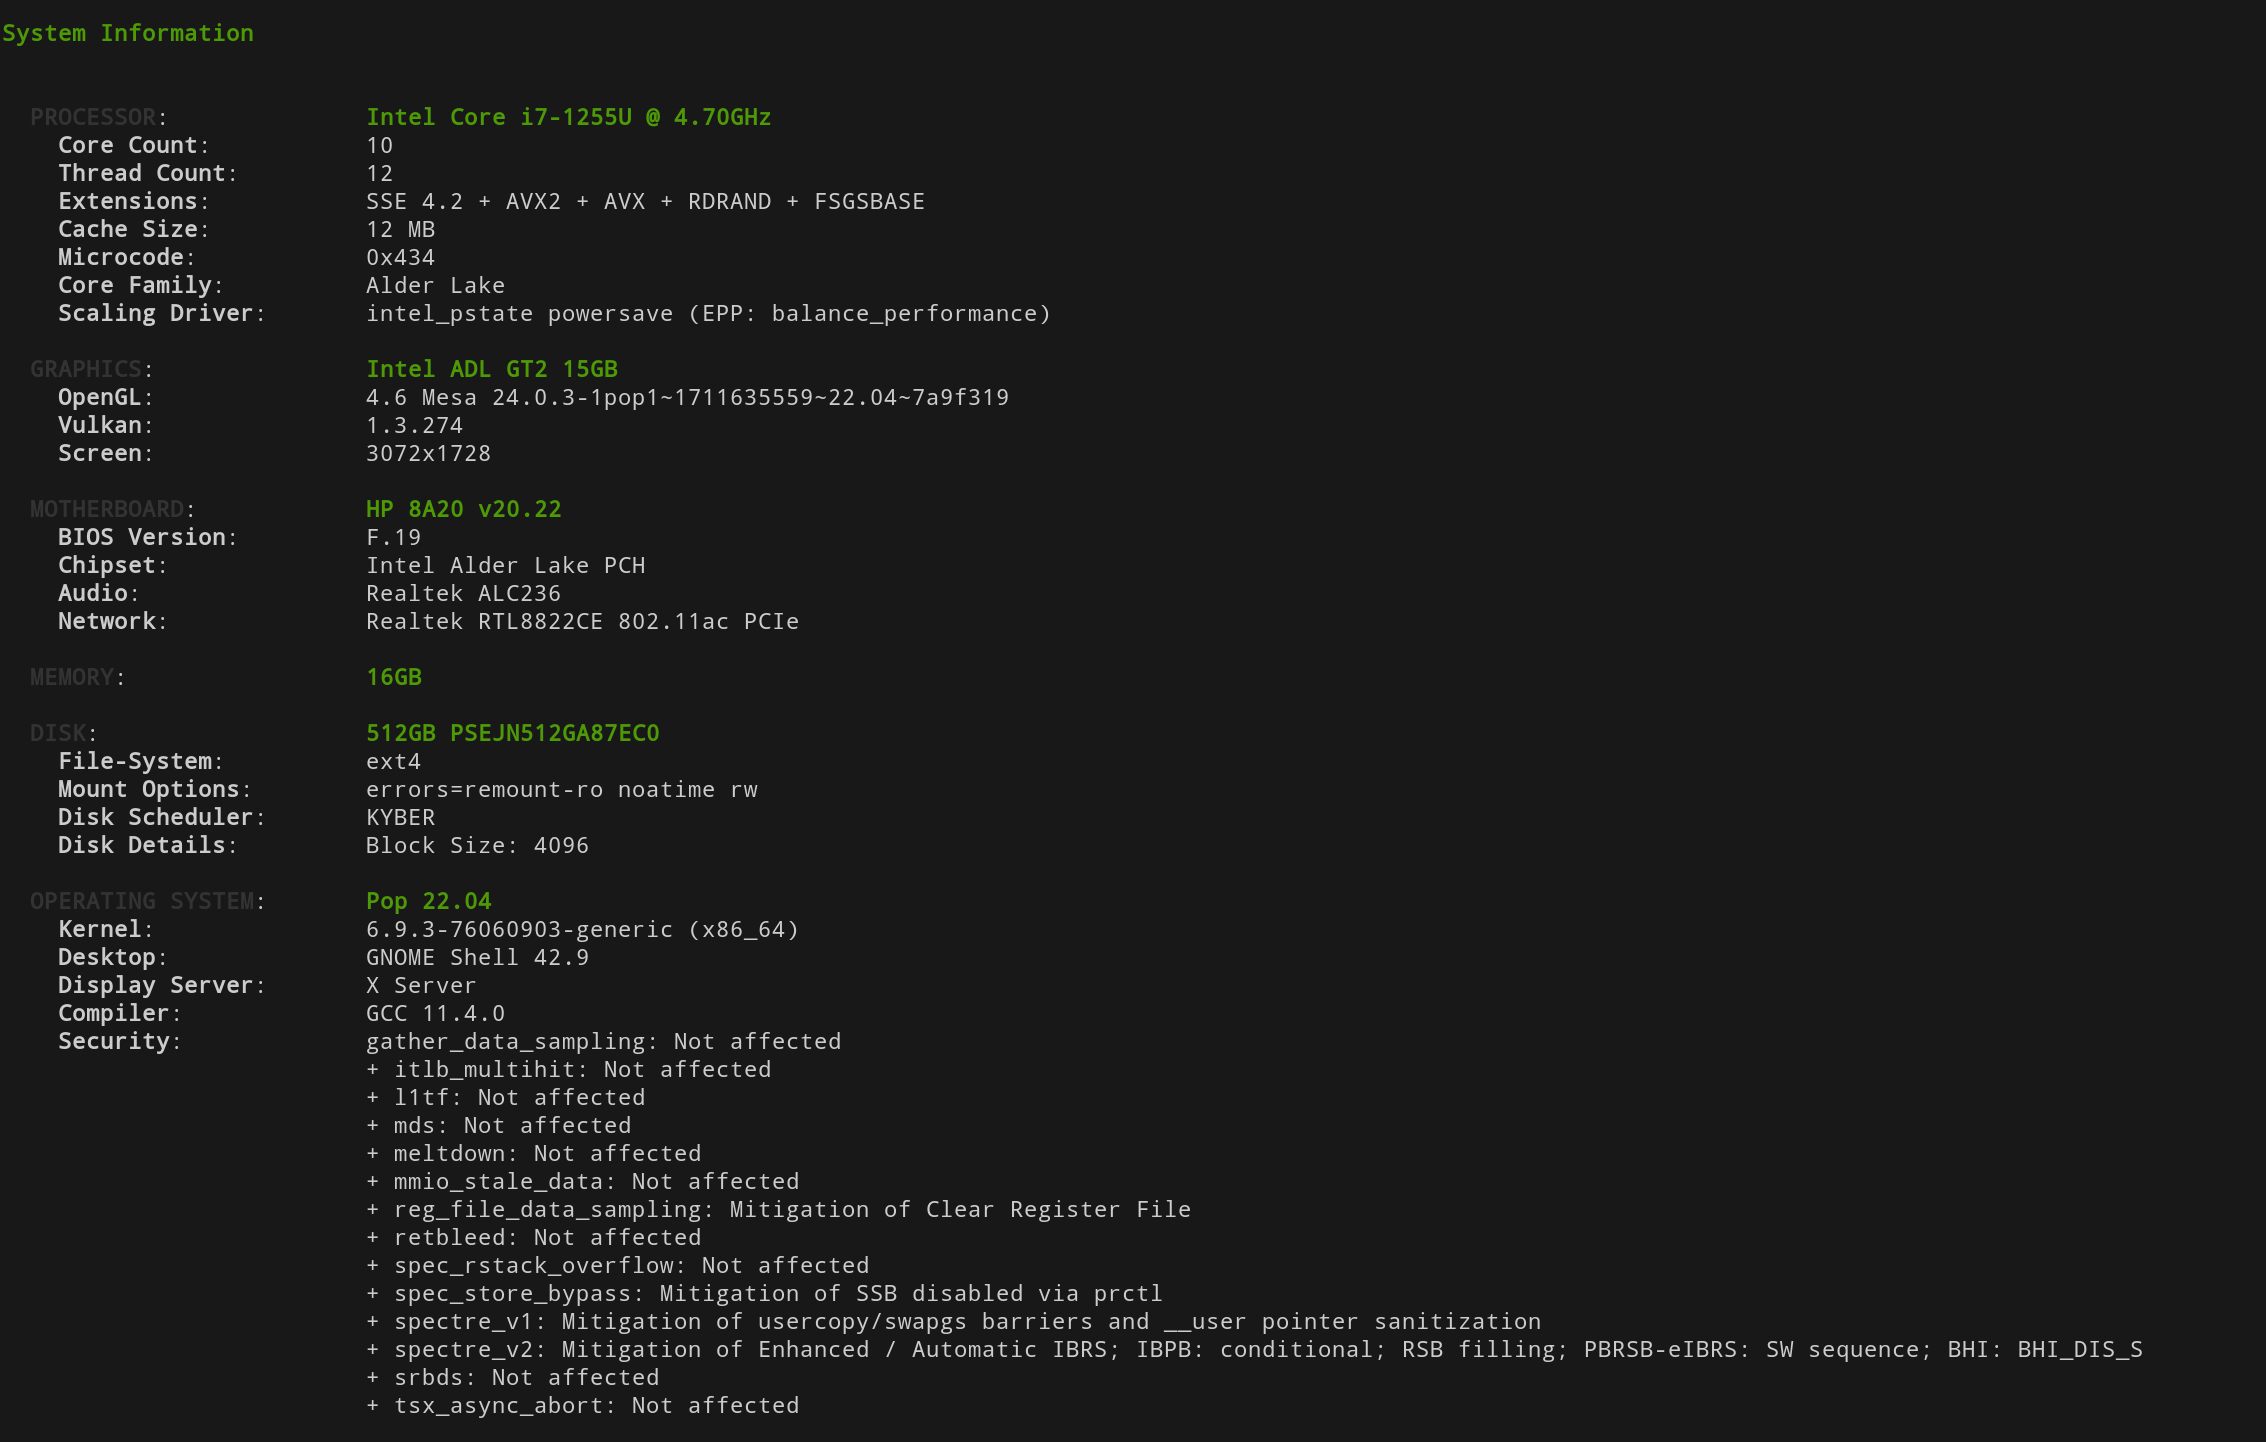 System Information
PROCESSOR: Intel Core i7-1255U @ 4.70GHz
Core Count: 10
Thread Count: 12
Extensions: SSE 4.2 + AVX2 + AVX + RDRAND + FSGSBASE
Cache Size: 12 MB
Microcode: 0x434
Core Family: Alder Lake
Scaling Driver: intel_pstate powersave (EPP: balance_performance)
GRAPHICS: Intel ADL GT2 15GB
OpenGL: 4.6 Mesa 24.0.3-1pop1~1711635559~22.04~7a9f319
Vulkan: 1.3.274
Screen: 3072x1728
MOTHERBOARD: HP 8A20 v20.22
BIOS Version: F.19
Chipset: Intel Alder Lake PCH
Audio: Realtek ALC236
Network: Realtek RTL8822CE 802.11ac PCIe
MEMORY: 16GB
DISK: 512GB PSEJN512GA87EC0
File-System: ext4
Mount Options: errors=remount-ro noatime rw
Disk Scheduler: KYBER
Disk Details: Block Size: 4096
OPERATING SYSTEM: Pop 22.04
Kernel: 6.9.3-76060903-generic (x86_64)
Desktop: GNOME Shell 42.9
Display Server: X Server
Compiler: GCC 11.4.0
Security: gather_data_sampling: Not affected
+ itlb_multihit: Not affected
+ l1tf: Not affected
+ mds: Not affected
+ meltdown: Not affected
+ mmio_stale_data: Not affected
+ reg_file_data_sampling: Mitigation of Clear Register File
+ retbleed: Not affected
+ spec_rstack_overflow: Not affected
+ spec_store_bypass: Mitigation of SSB disabled via prctl
+ spectre_v1: Mitigation of usercopy/swapgs barriers and __user pointer sanitization
+ spectre_v2: Mitigation of Enhanced / Automatic IBRS; IBPB: conditional; RSB filling; PBRSB-eIBRS: SW sequence; BHI: BHI_DIS_S
+ srbds: Not affected
+ tsx_async_abort: Not affected